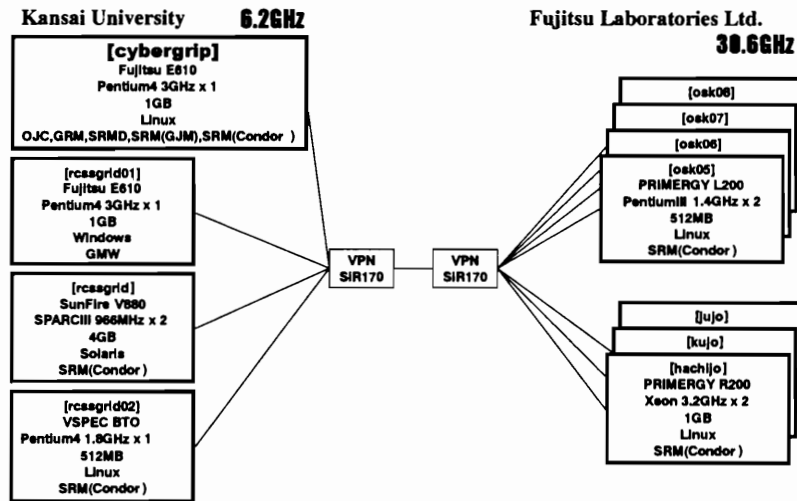 Kansai University
6.2GHz
[cybergrip]
Fujitsu E610
Pentium4 3GHz x 1
1GB
Linux
OJC,GRM,SRMD,SRM(GJM),SRM(Condor )
[rcssgrid01]
Fujitsu E610
Pentium4 3GHz x 1
1GB
Windows
GMW
[rcssgrid]
SunFire V880
SPARCIII 966MHz x 2
4GB
Solaris
SRM(Condor )
[rcssgrid02]
VSPEC BTO
Pentium4 1.8GHz x 1
512MB
Linux
SRM(Condor )
VPN
SiR170
VPN
SiR170
Fujitsu Laboratories Ltd.
30.6GHz
[osk08]
[osk07]
[osk06]
[osk05]
PRIMERGY L200
PentiumIII 1.4GHz x 2
512MB
Linux
SRM(Condor )
[jujo]
[kujo]
[hachijo]
PRIMERGY R200
Xeon 3.2GHz x 2
1GB
Linux
SRM(Condor )